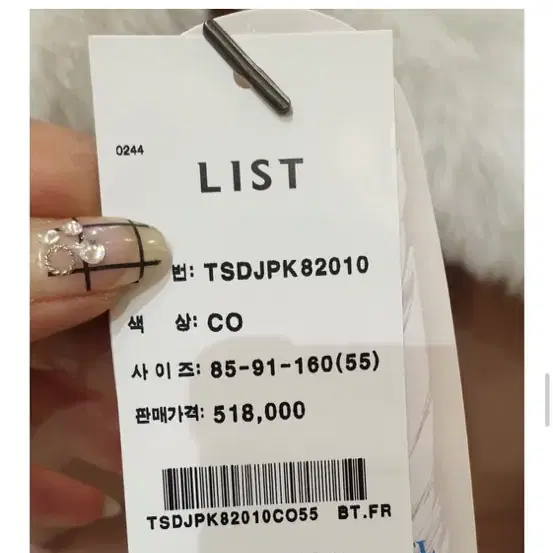 0244
LIST
번: TSDJPK82010
색 상: CO
사이즈: 85-91-160(55)
판매가격: 518,000
TSDJPK82010CO55 BT.FR